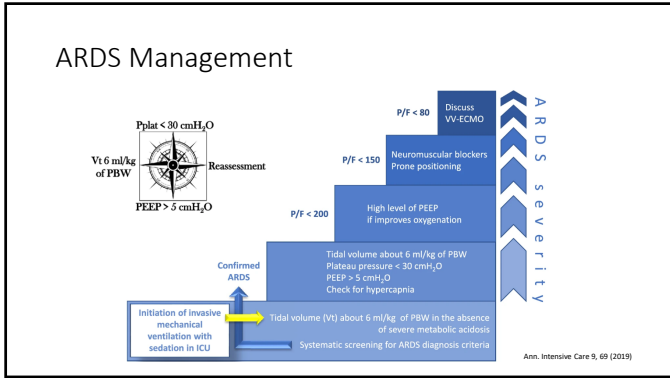 ARDS Management
Pplat < 30 cmH₂O
Vt 6 ml/kg
of PBW
Reassessment
PEEP > 5 cmH₂O
P/F < 80
Discuss
VV-ECMO
P/F < 150
Neuromuscular blockers
Prone positioning
P/F < 200
High level of PEEP
if improves oxygenation
Confirmed
ARDS
Tidal volume about 6 ml/kg of PBW
Plateau pressure < 30 cmH₂O
PEEP > 5 cmH₂O
Check for hypercapnia
Initiation of invasive
mechanical
ventilation with
sedation in ICU
Tidal volume (Vt) about 6 ml/kg of PBW in the absence
of severe metabolic acidosis
Systematic screening for ARDS diagnosis criteria
ARDS severity
Ann. Intensive Care 9, 69 (2019)